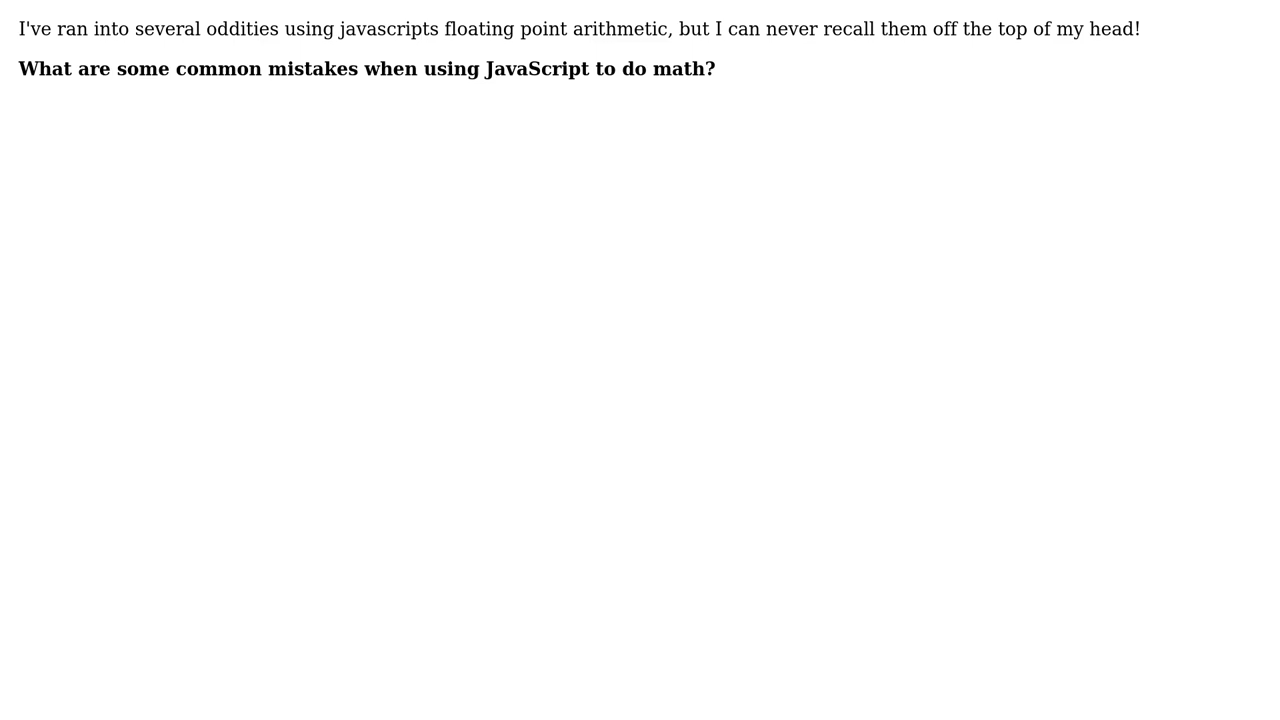 I've ran into several oddities using javascripts floating point arithmetic, but I can never recall them off the top of my head!
What are some common mistakes when using JavaScript to do math?